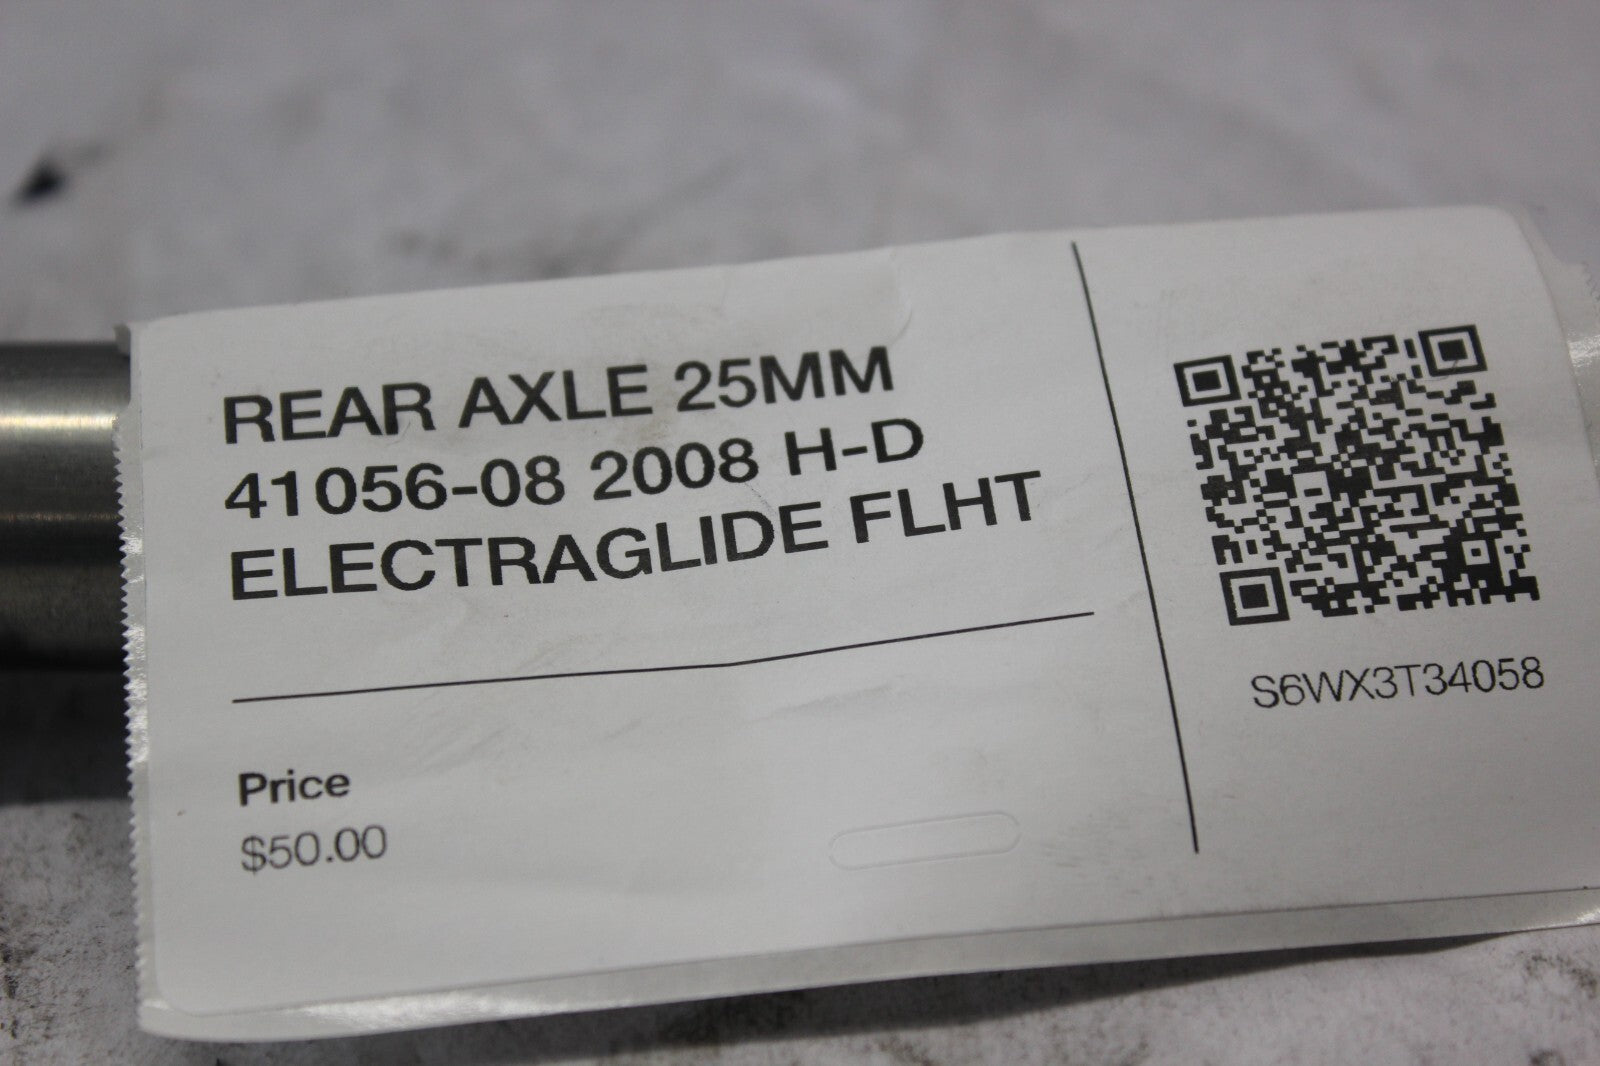 REAR AXLE 25MM
41056-08 2008 H-D
ELECTRAGLIDE FLHT
Price
$50.00
S6WX3T34058